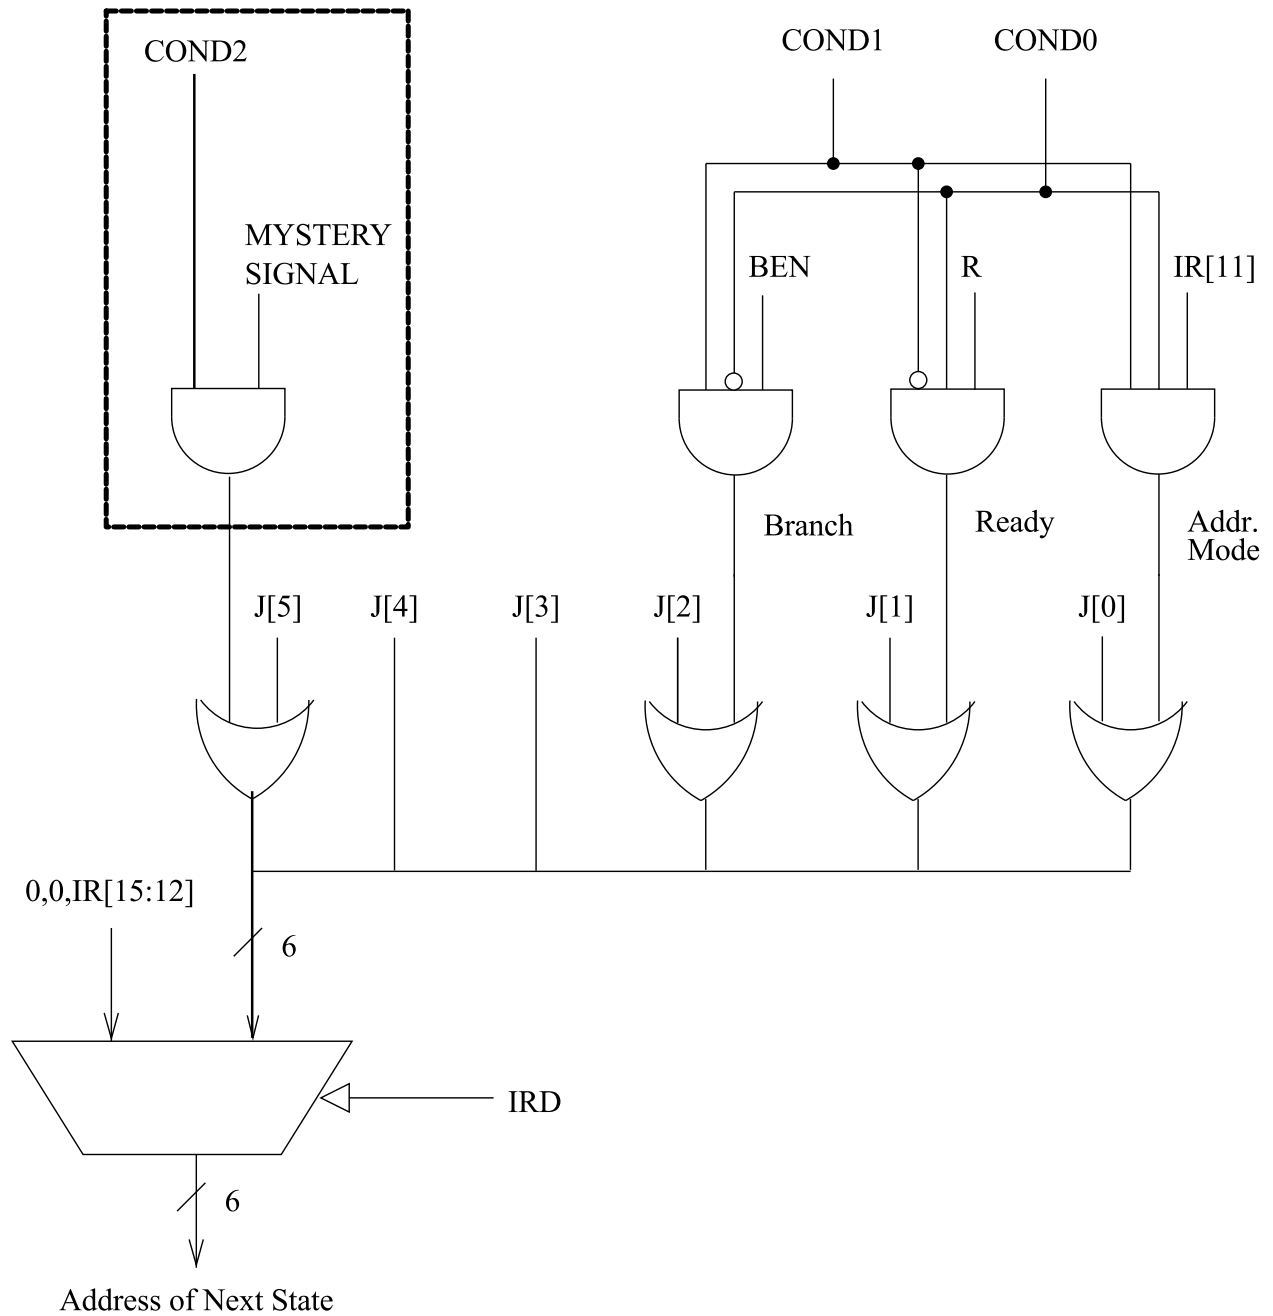 COND2
COND1
COND0
MYSTERY
SIGNAL
BEN
R
IR[11]
Branch
Ready
Addr.
Mode
J[5]
J[4]
J[3]
J[2]
J[1]
J[0]
0,0,IR[15:12]
6
IRD
6
Address of Next State